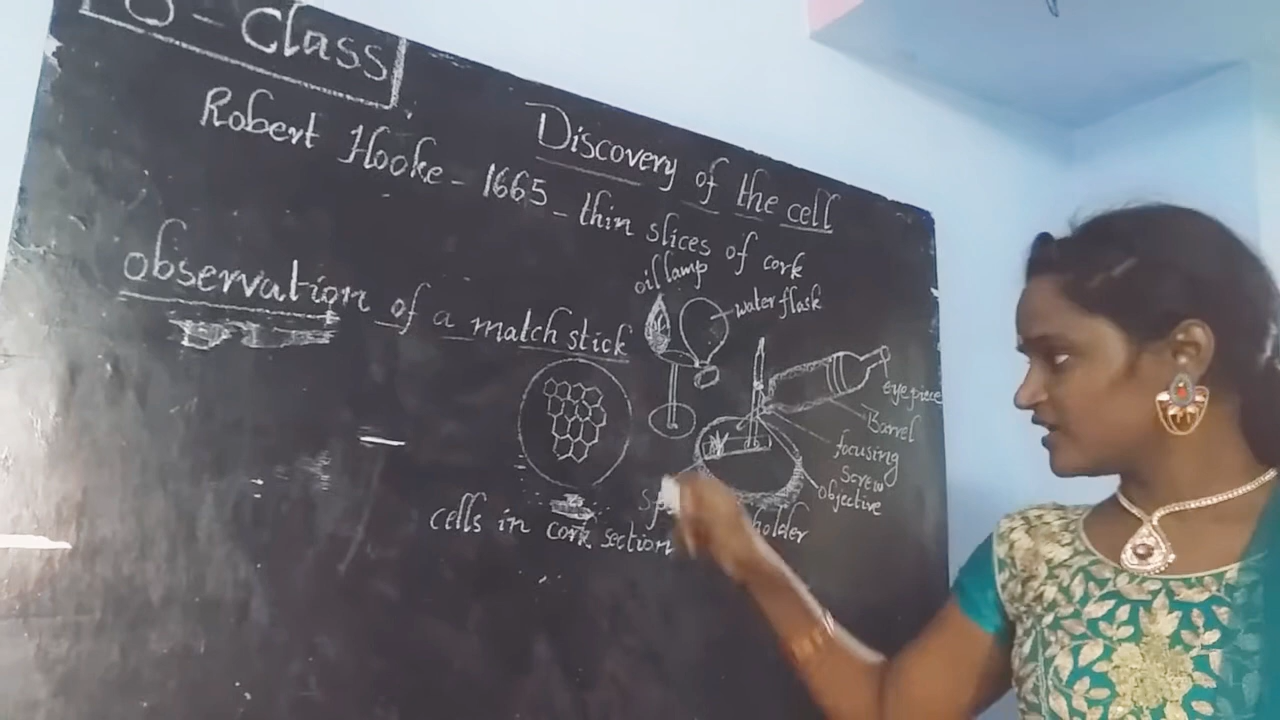 - Class
Discovery of the cell
Robert Hooke - 1665 - thin slices of cork
observation of a match stick
oil lamp
water flask
eye piece
Barrel
focusing
screw
objective
holder
cells in cork section